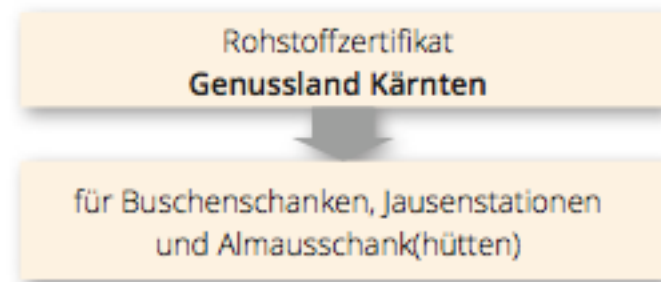 Rohstoffzertifikat
Genussland Kärnten
für Buschenschanken, Jausenstationen
und Almausschank(hütten)